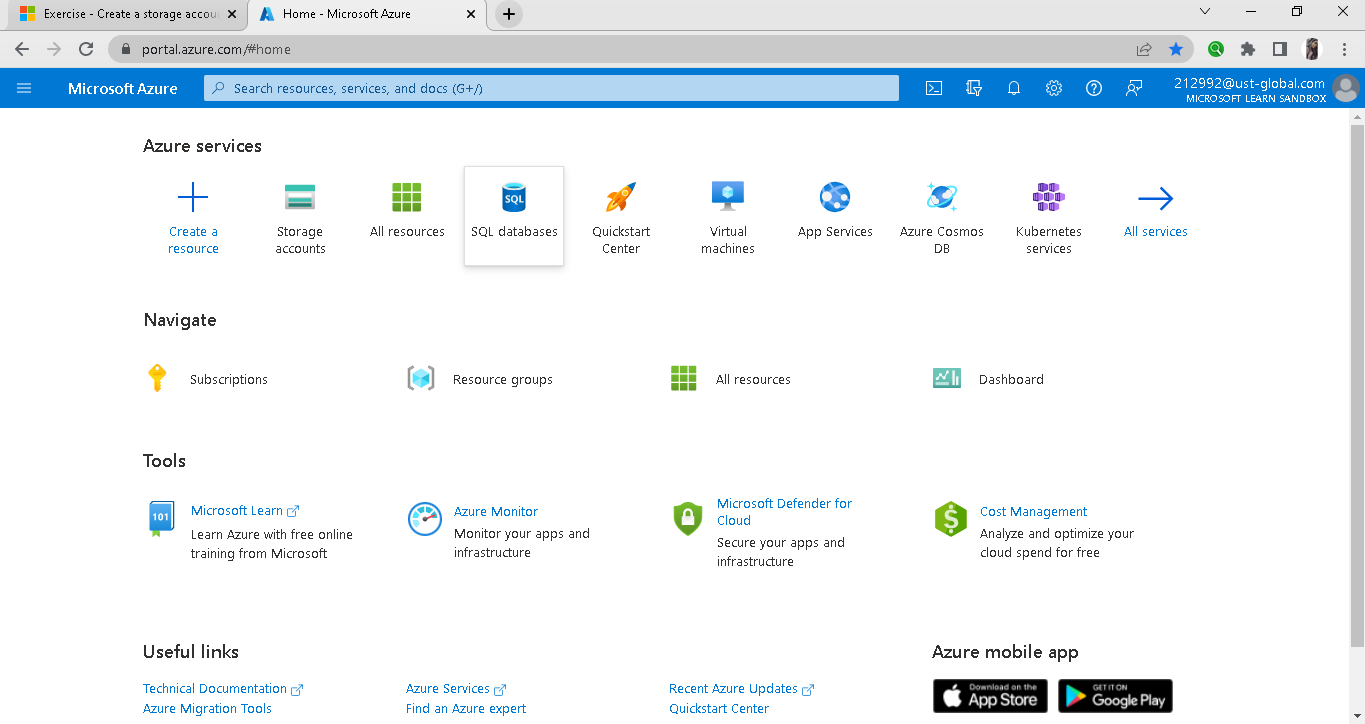 Exercise - Create a storage accou
Home - Microsoft Azure
portal.azure.com/#home
Microsoft Azure
Search resources, services, and docs (G+/)
212992@ust-global.com
MICROSOFT LEARN SANDBOX
Azure services
Create a
resource
Storage
accounts
All resources
SQL
SQL databases
Quickstart
Center
Virtual
machines
App Services
Azure Cosmos
DB
Kubernetes
services
All services
Navigate
Subscriptions
Resource groups
All resources
Dashboard
Tools
101
Microsoft Learn
Learn Azure with free online
training from Microsoft
Azure Monitor
Monitor your apps and
infrastructure
Microsoft Defender for
Cloud
Secure your apps and
infrastructure
$
Cost Management
Analyze and optimize your
cloud spend for free
Useful links
Technical Documentation
Azure Migration Tools
Azure Services
Find an Azure expert
Recent Azure Updates
Quickstart Center
Azure mobile app
Download on the
App Store
GET IT ON
Google Play